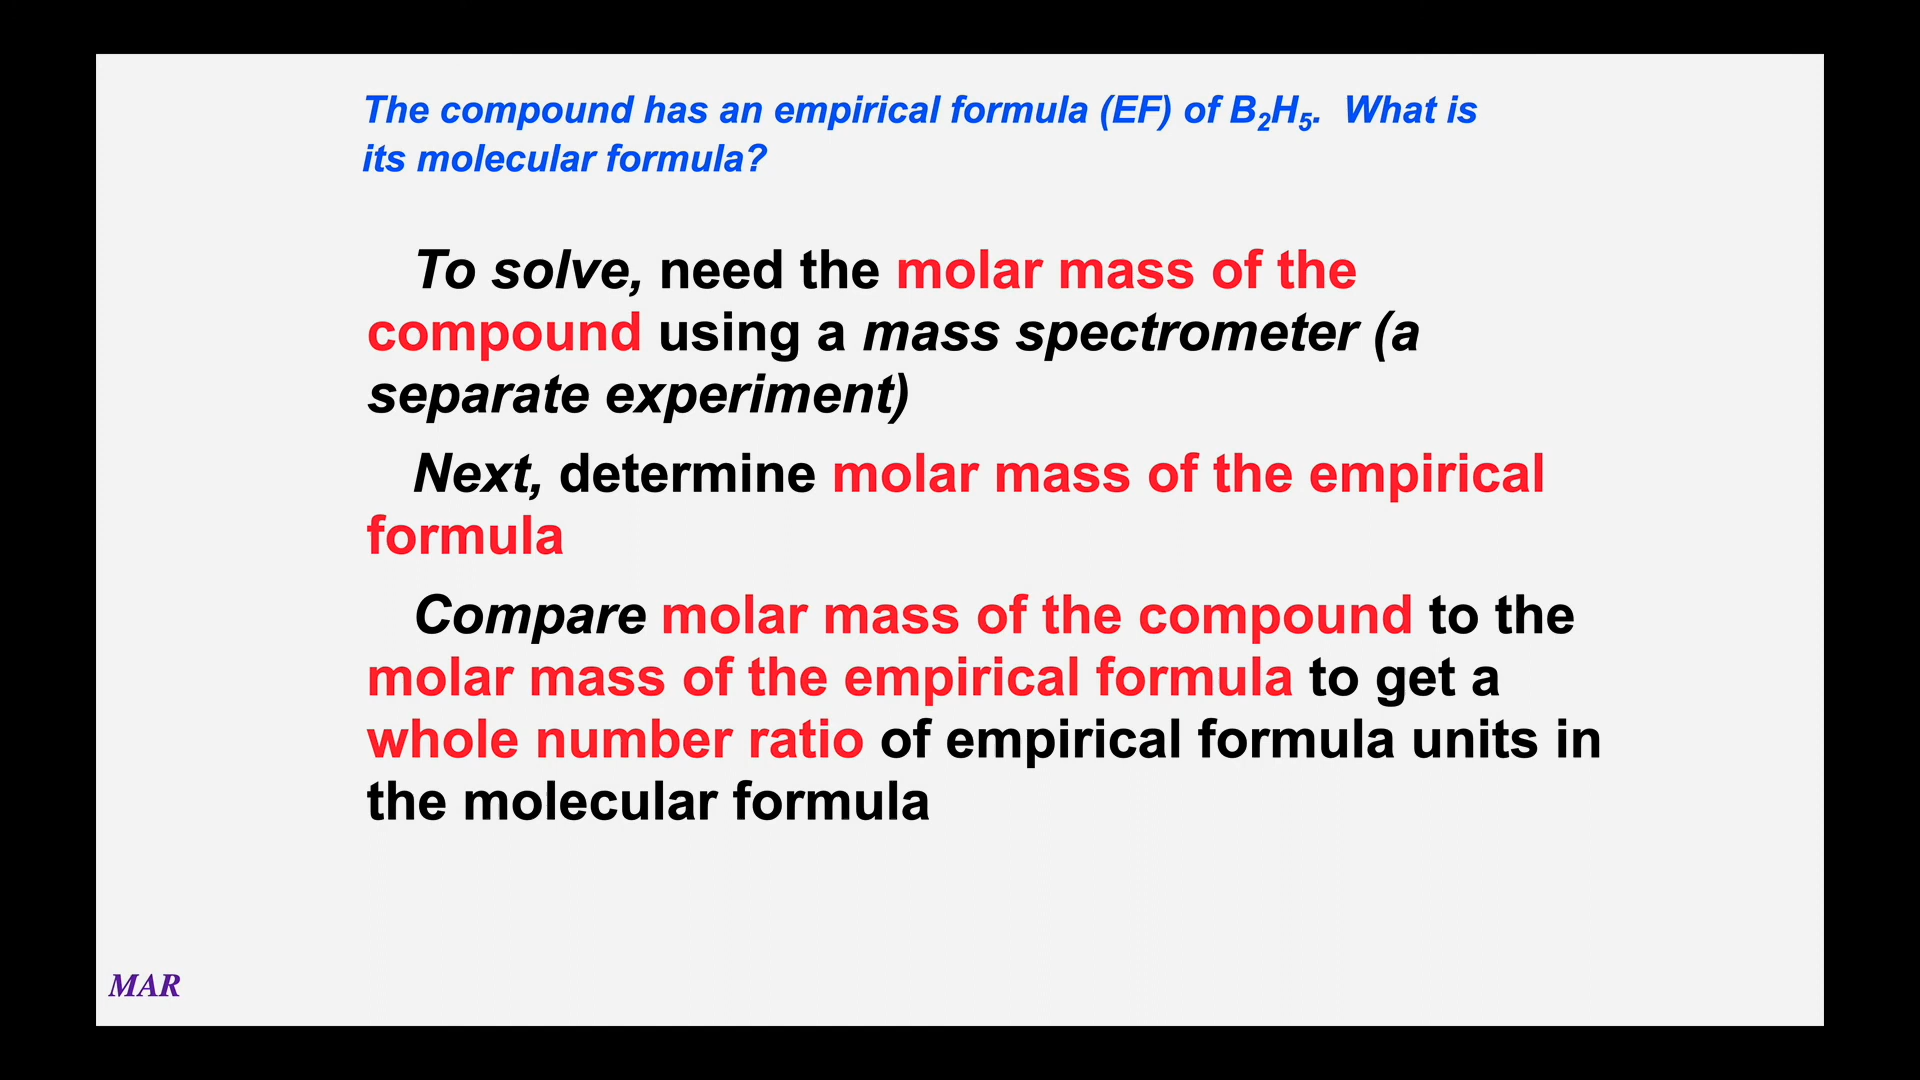 The compound has an empirical formula (EF) of B₂H₅. What is
its molecular formula?
To solve, need the molar mass of the
compound using a mass spectrometer (a
separate experiment)
Next, determine molar mass of the empirical
formula
Compare molar mass of the compound to the
molar mass of the empirical formula to get a
whole number ratio of empirical formula units in
the molecular formula
MAR